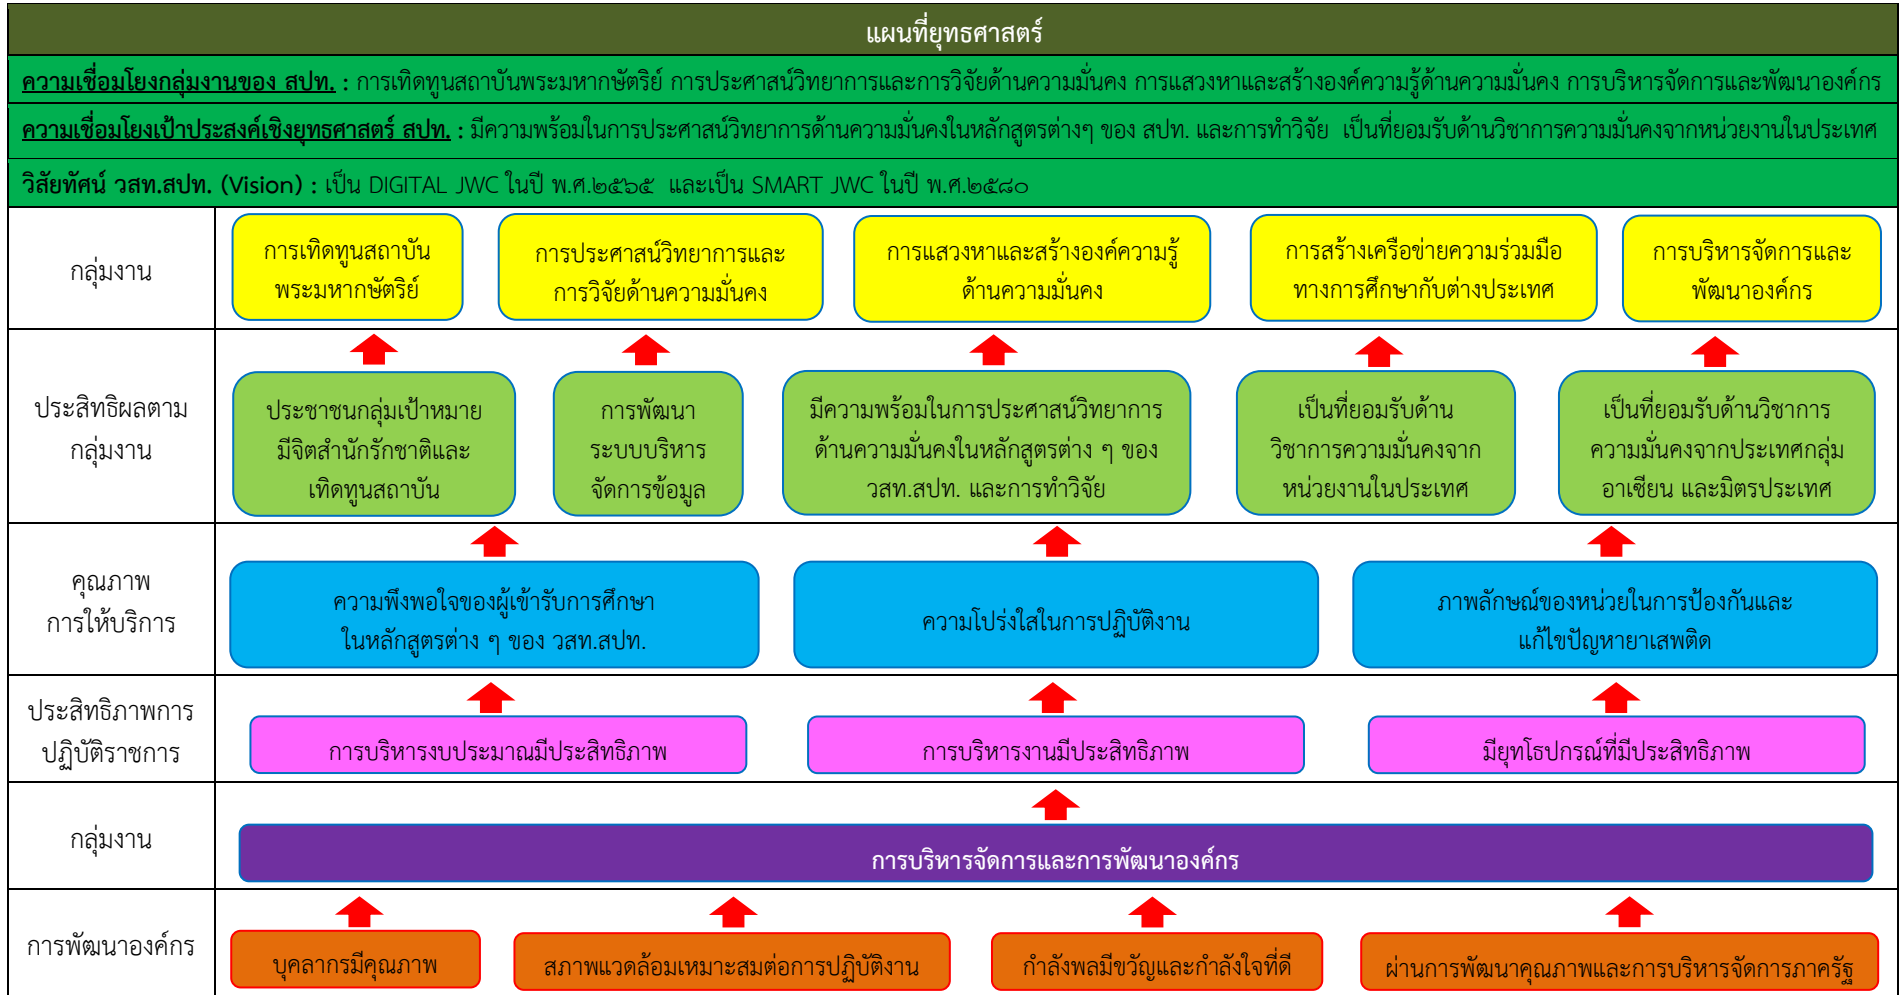 แผนที่ยุทธศาสตร์
ความเชื่อมโยงกลุ่มงานของ สปท. : การเทิดทูนสถาบันพระมหากษัตริย์ การประศาสน์วิทยาการและการวิจัยด้านความมั่นคง การแสวงหาและสร้างองค์ความรู้ด้านความมั่นคง การบริหารจัดการและพัฒนาองค์กร
ความเชื่อมโยงเป้าประสงค์เชิงยุทธศาสตร์ สปท. : มีความพร้อมในการประศาสน์วิทยาการด้านความมั่นคงในหลักสูตรต่างๆ ของ สปท. และการทำวิจัย เป็นที่ยอมรับด้านวิชาการความมั่นคงจากหน่วยงานในประเทศ
วิสัยทัศน์ วสท.สปท. (Vision) : เป็น DIGITAL JWC ในปี พ.ศ.๒๕๖๕ และเป็น SMART JWC ในปี พ.ศ.๒๕๘๐
กลุ่มงาน
การเทิดทูนสถาบัน
พระมหากษัตริย์
การประศาสน์วิทยาการและ
การวิจัยด้านความมั่นคง
การแสวงหาและสร้างองค์ความรู้
ด้านความมั่นคง
การสร้างเครือข่ายความร่วมมือ
ทางการศึกษากับต่างประเทศ
การบริหารจัดการและ
พัฒนาองค์กร
ประสิทธิผลตาม
กลุ่มงาน
ประชาชนกลุ่มเป้าหมาย
มีจิตสำนักรักชาติและ
เทิดทูนสถาบัน
การพัฒนา
ระบบบริหาร
จัดการข้อมูล
มีความพร้อมในการประศาสน์วิทยาการ
ด้านความมั่นคงในหลักสูตรต่าง ๆ ของ
วสท.สปท. และการทำวิจัย
เป็นที่ยอมรับด้าน
วิชาการความมั่นคงจาก
หน่วยงานในประเทศ
เป็นที่ยอมรับด้านวิชาการ
ความมั่นคงจากประเทศกลุ่ม
อาเซียน และมิตรประเทศ
คุณภาพ
การให้บริการ
ความพึงพอใจของผู้เข้ารับการศึกษา
ในหลักสูตรต่าง ๆ ของ วสท.สปท.
ความโปร่งใสในการปฏิบัติงาน
ภาพลักษณ์ของหน่วยในการป้องกันและ
แก้ไขปัญหายาเสพติด
ประสิทธิภาพการ
ปฏิบัติราชการ
การบริหารงบประมาณมีประสิทธิภาพ
การบริหารงานมีประสิทธิภาพ
มียุทโธปกรณ์ที่มีประสิทธิภาพ
กลุ่มงาน
การบริหารจัดการและการพัฒนาองค์กร
การพัฒนาองค์กร
บุคลากรมีคุณภาพ
สภาพแวดล้อมเหมาะสมต่อการปฏิบัติงาน
กำลังพลมีขวัญและกำลังใจที่ดี
ผ่านการพัฒนาคุณภาพและการบริหารจัดการภาครัฐ